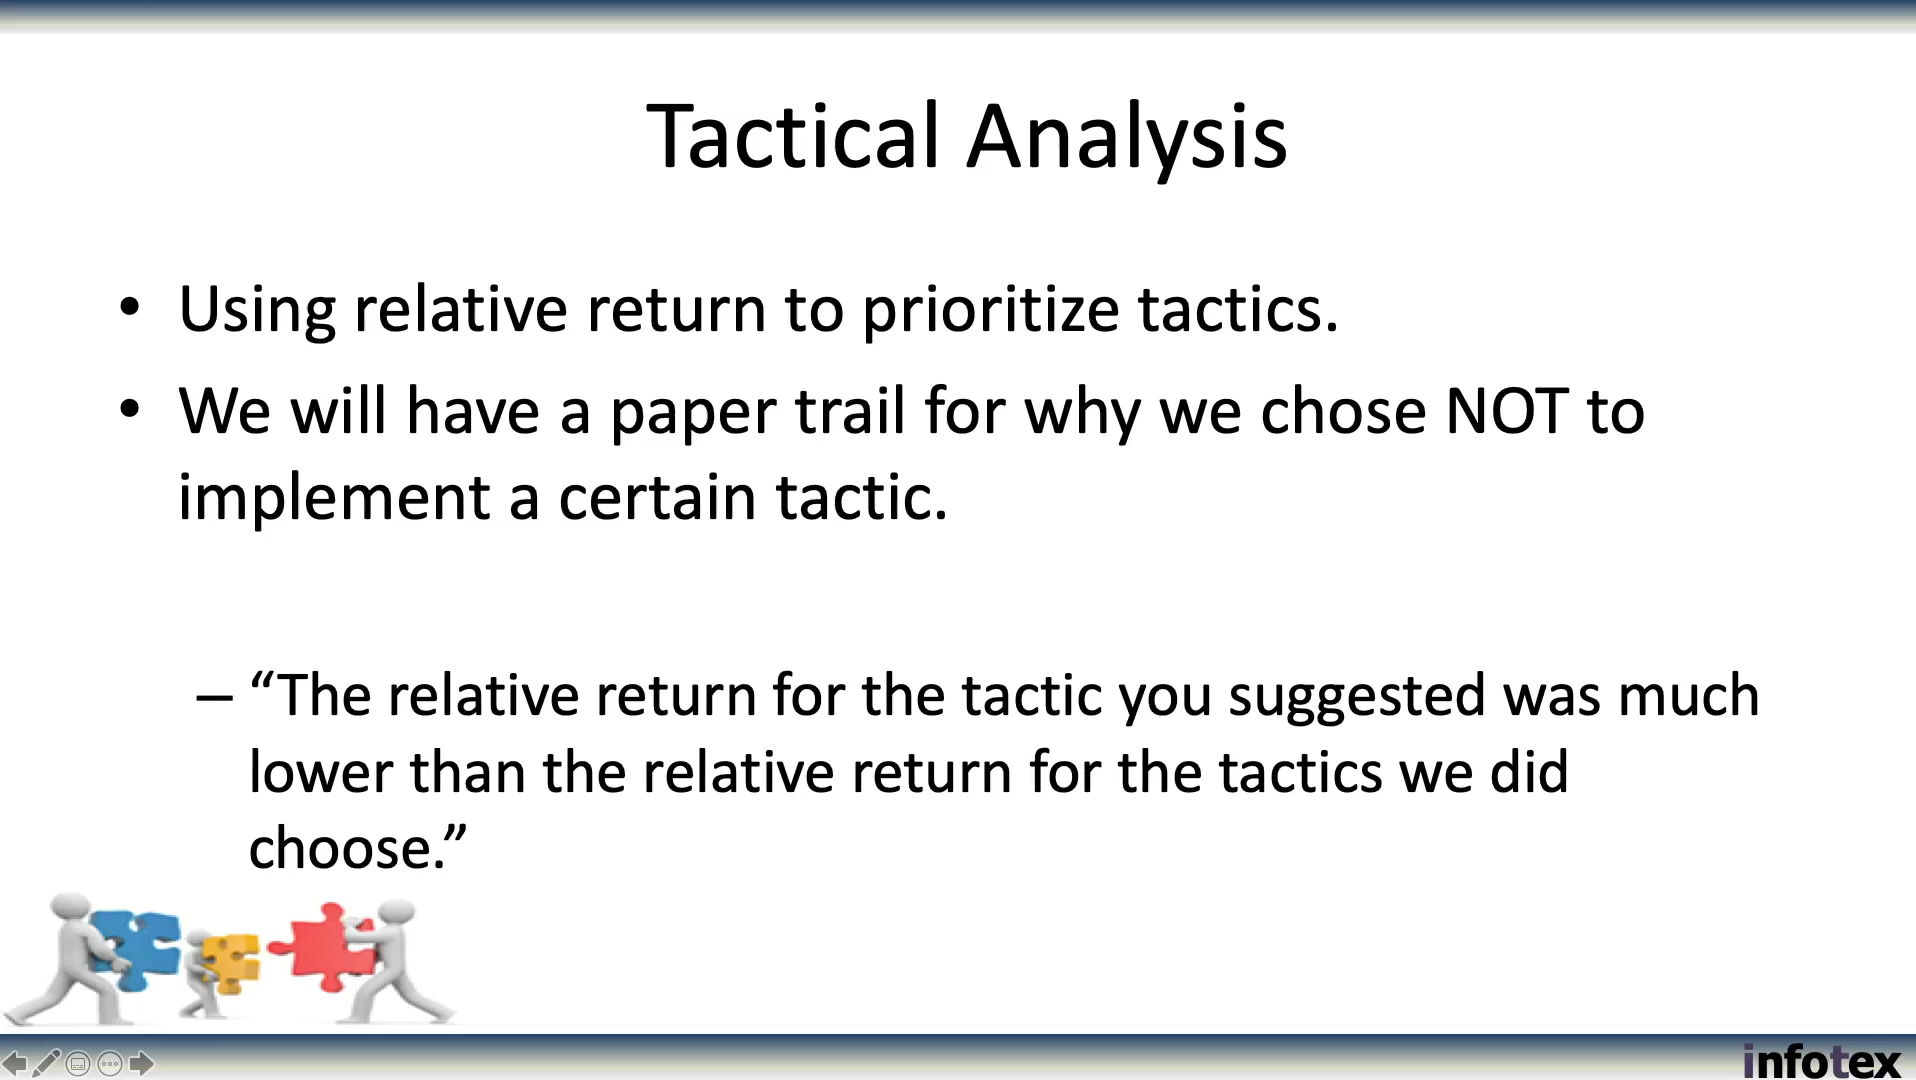 Tactical Analysis
• Using relative return to prioritize tactics.
• We will have a paper trail for why we chose NOT to
implement a certain tactic.
– “The relative return for the tactic you suggested was much
lower than the relative return for the tactics we did
choose.”
infotex